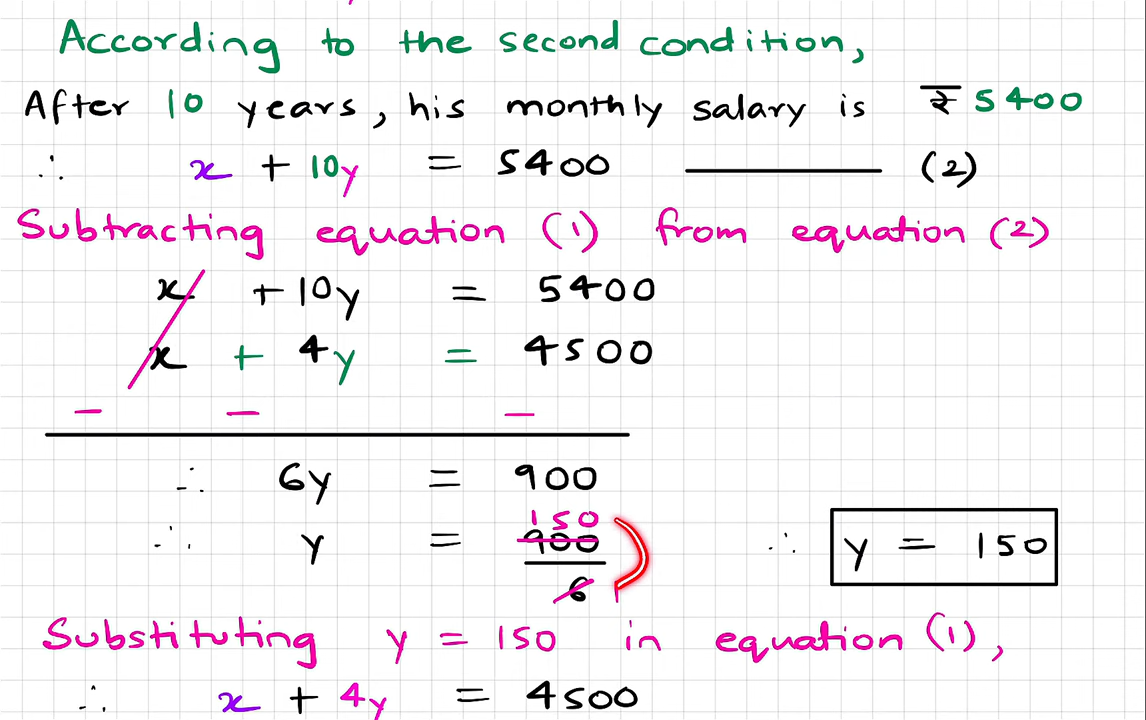 According to the second condition,
After 10 years, his monthly salary is ₹ 5400
∴ x + 10y = 5400 ——— (2)
Subtracting equation (1) from equation (2)
x + 10y = 5400
x + 4y = 4500
− − −
∴ 6y = 900
150
∴ y = 900/6 ∴ y = 150
Substituting y = 150 in equation (1),
∴ x + 4y = 4500